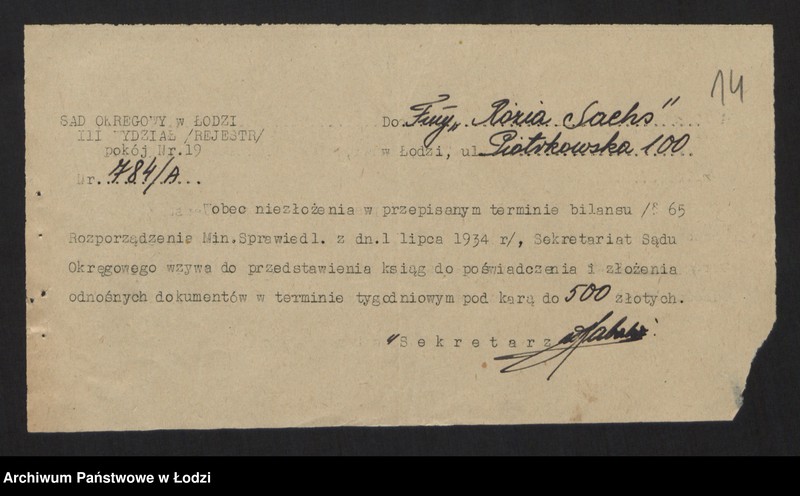 14
SĄD OKRĘGOWY w ŁODZI
III WYDZIAŁ /REJESTR/
pokój Nr.19
Nr. 784/A...
Do Firmy „Rózia Sachs”
w Łodzi, ul. Piotrkowska 100
Wobec niezłożenia w przepisanym terminie bilansu /§ 65
Rozporządzenie Min.Sprawiedl. z dn.1 lipca 1934 r/, Sekretariat Sądu
Okręgowego wzywa do przedstawienia ksiąg do poświadczenia i złożenia
odnośnych dokumentów w terminie tygodniowym pod karą do 500 złotych.
Sekretarz
Archiwum Państwowe w Łodzi